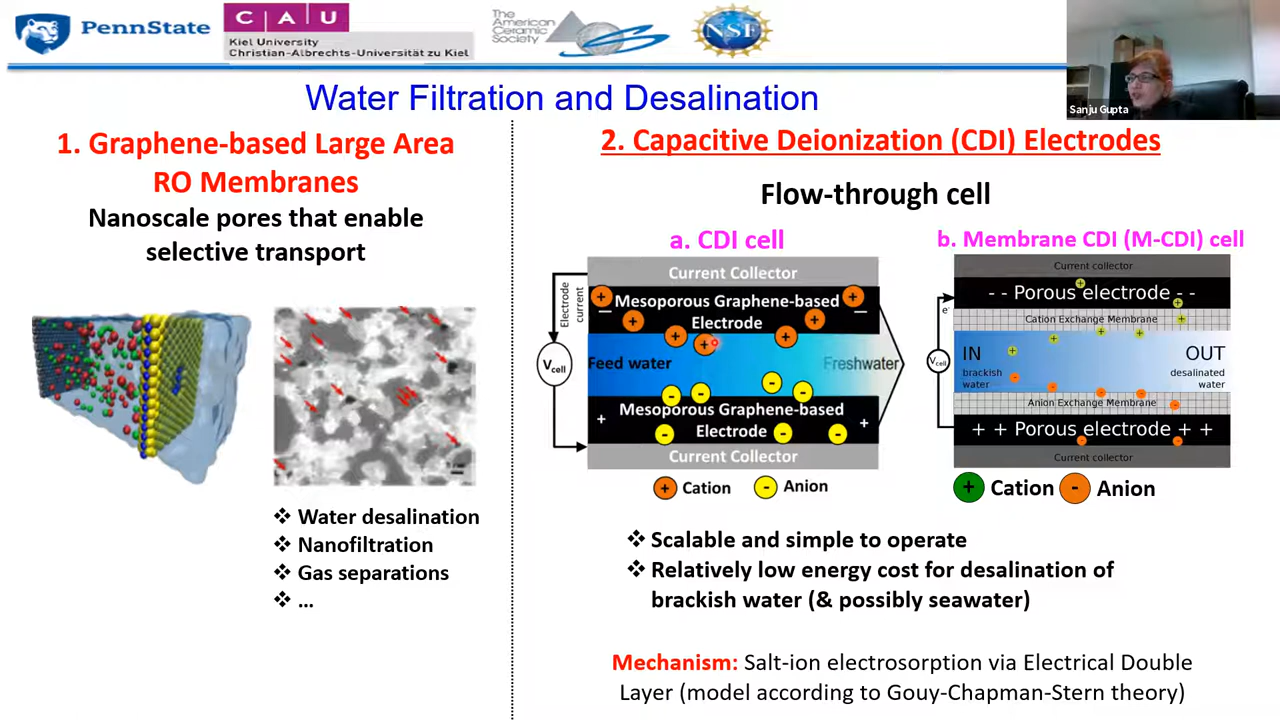 PennState
C A U
Kiel University
Christian-Albrechts-Universität zu Kiel
The
American
Ceramic
Society
NSF
Sanju Gupta
Water Filtration and Desalination
1. Graphene-based Large Area
RO Membranes
Nanoscale pores that enable
selective transport
❖ Water desalination
❖ Nanofiltration
❖ Gas separations
❖ ...
2. Capacitive Deionization (CDI) Electrodes
Flow-through cell
a. CDI cell
Current Collector
Electrode
current
Mesoporous Graphene-based
Electrode
Vcell
Feed water
Freshwater
Mesoporous Graphene-based
Electrode
Current Collector
+ Cation
- Anion
b. Membrane CDI (M-CDI) cell
Current collector
- - Porous electrode - -
e-
Cation Exchange Membrane
Vcell
IN
brackish
water
OUT
desalinated
water
Anion Exchange Membrane
+ + Porous electrode + +
Current collector
+ Cation
- Anion
❖ Scalable and simple to operate
❖ Relatively low energy cost for desalination of
brackish water (& possibly seawater)
Mechanism: Salt-ion electrosorption via Electrical Double
Layer (model according to Gouy-Chapman-Stern theory)